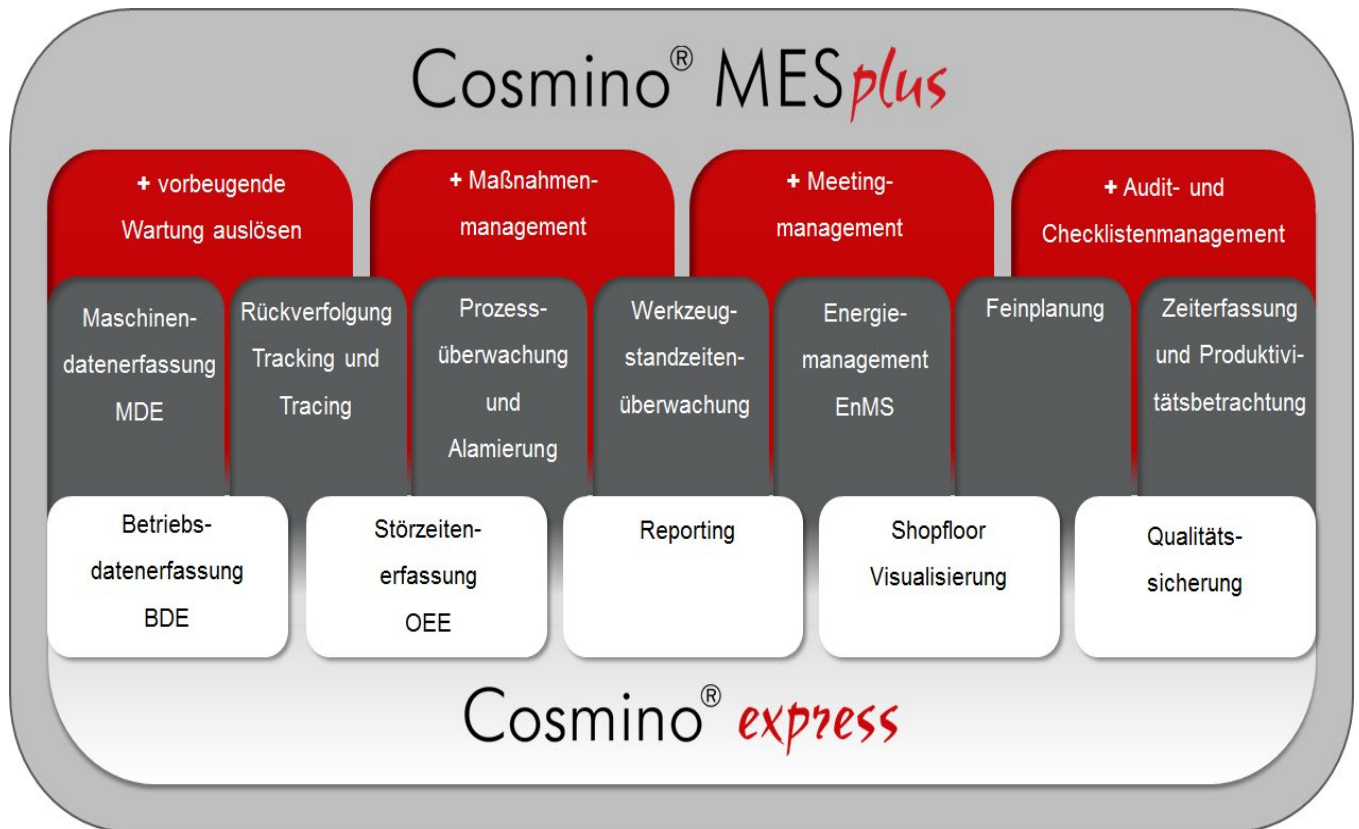 Cosmino® MESplus
+ vorbeugende
Wartung auslösen
+ Maßnahmen-
management
+ Meeting-
management
+ Audit- und
Checklistenmanagement
Maschinen-
datenerfassung
MDE
Rückverfolgung
Tracking und
Tracing
Prozess-
überwachung
und
Alamierung
Werkzeug-
standzeiten-
überwachung
Energie-
management
EnMS
Feinplanung
Zeiterfassung
und Produktivi-
tätsbetrachtung
Betriebs-
datenerfassung
BDE
Störzeiten-
erfassung
OEE
Reporting
Shopfloor
Visualisierung
Qualitäts-
sicherung
Cosmino® express